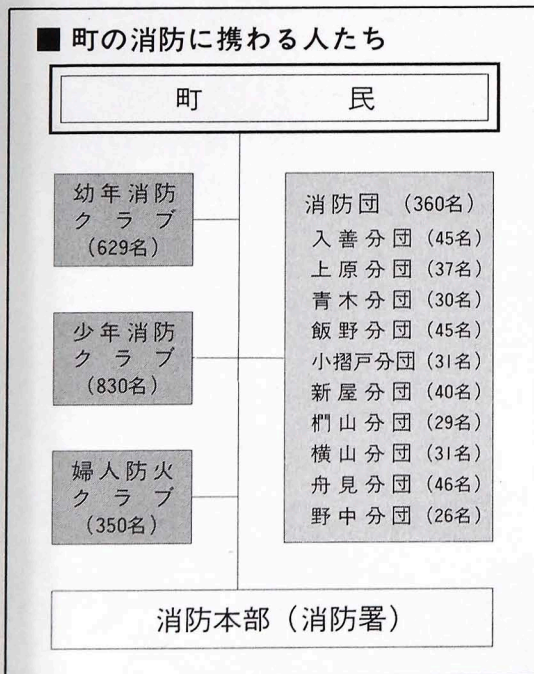 ■ 町の消防に携わる人たち
町 民
幼年消防
クラブ
(629名)
少年消防
クラブ
(830名)
婦人防火
クラブ
(350名)
消防団 (360名)
入善分団 (45名)
上原分団 (37名)
青木分団 (30名)
飯野分団 (45名)
小摺戸分団 (31名)
新屋分団 (40名)
椚山分団 (29名)
横山分団 (31名)
舟見分団 (46名)
野中分団 (26名)
消防本部（消防署）